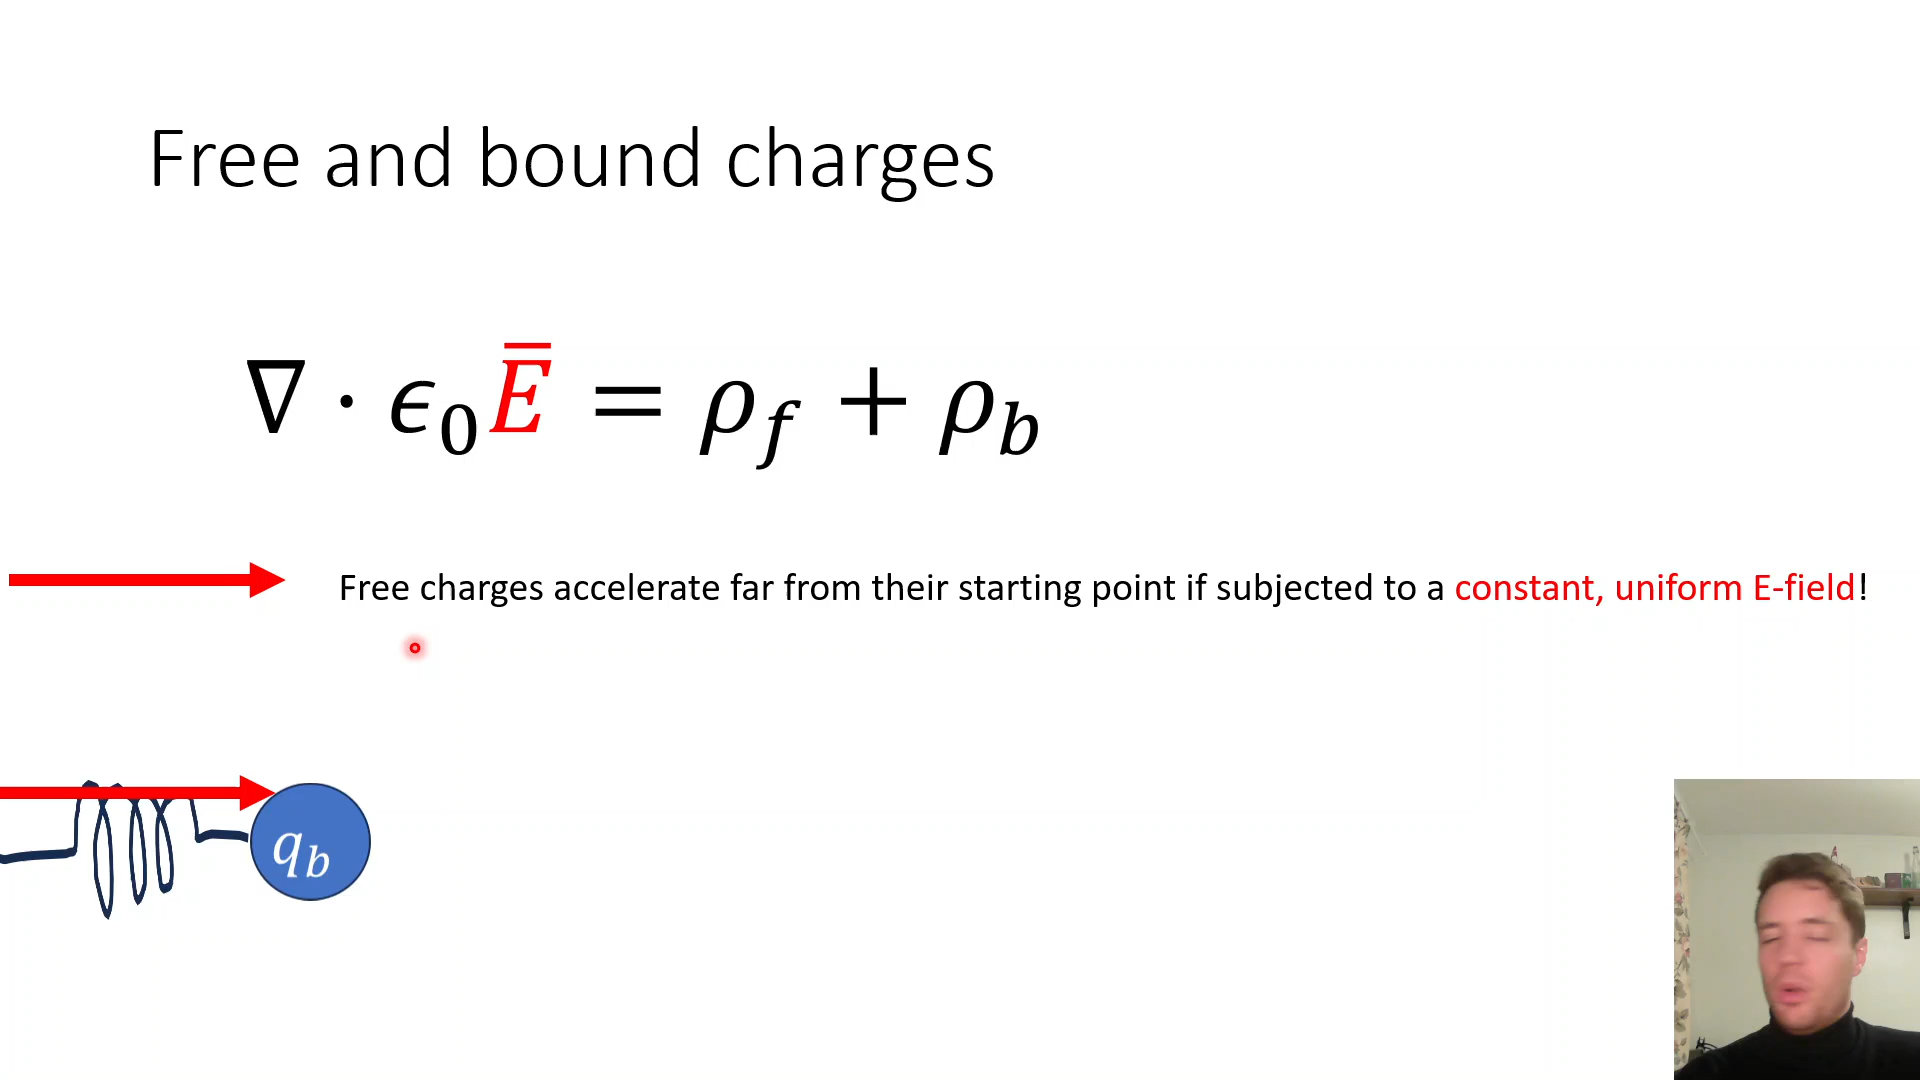 Free and bound charges
∇ · ϵ₀E̅ = ρ_f + ρ_b
Free charges accelerate far from their starting point if subjected to a constant, uniform E-field!
q_b